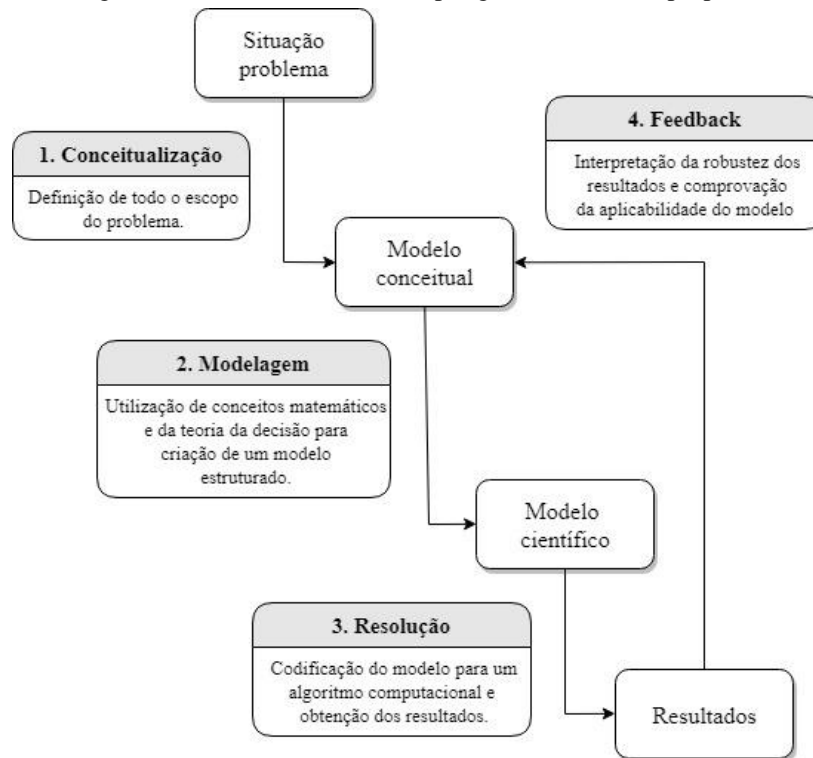 Situação
problema
4. Feedback
Interpretação da robustez dos
resultados e comprovação
da aplicabilidade do modelo
1. Conceitualização
Definição de todo o escopo
do problema.
Modelo
conceitual
2. Modelagem
Utilização de conceitos matemáticos
e da teoria da decisão para
criação de um modelo
estruturado.
Modelo
científico
3. Resolução
Codificação do modelo para um
algoritmo computacional e
obtenção dos resultados.
Resultados